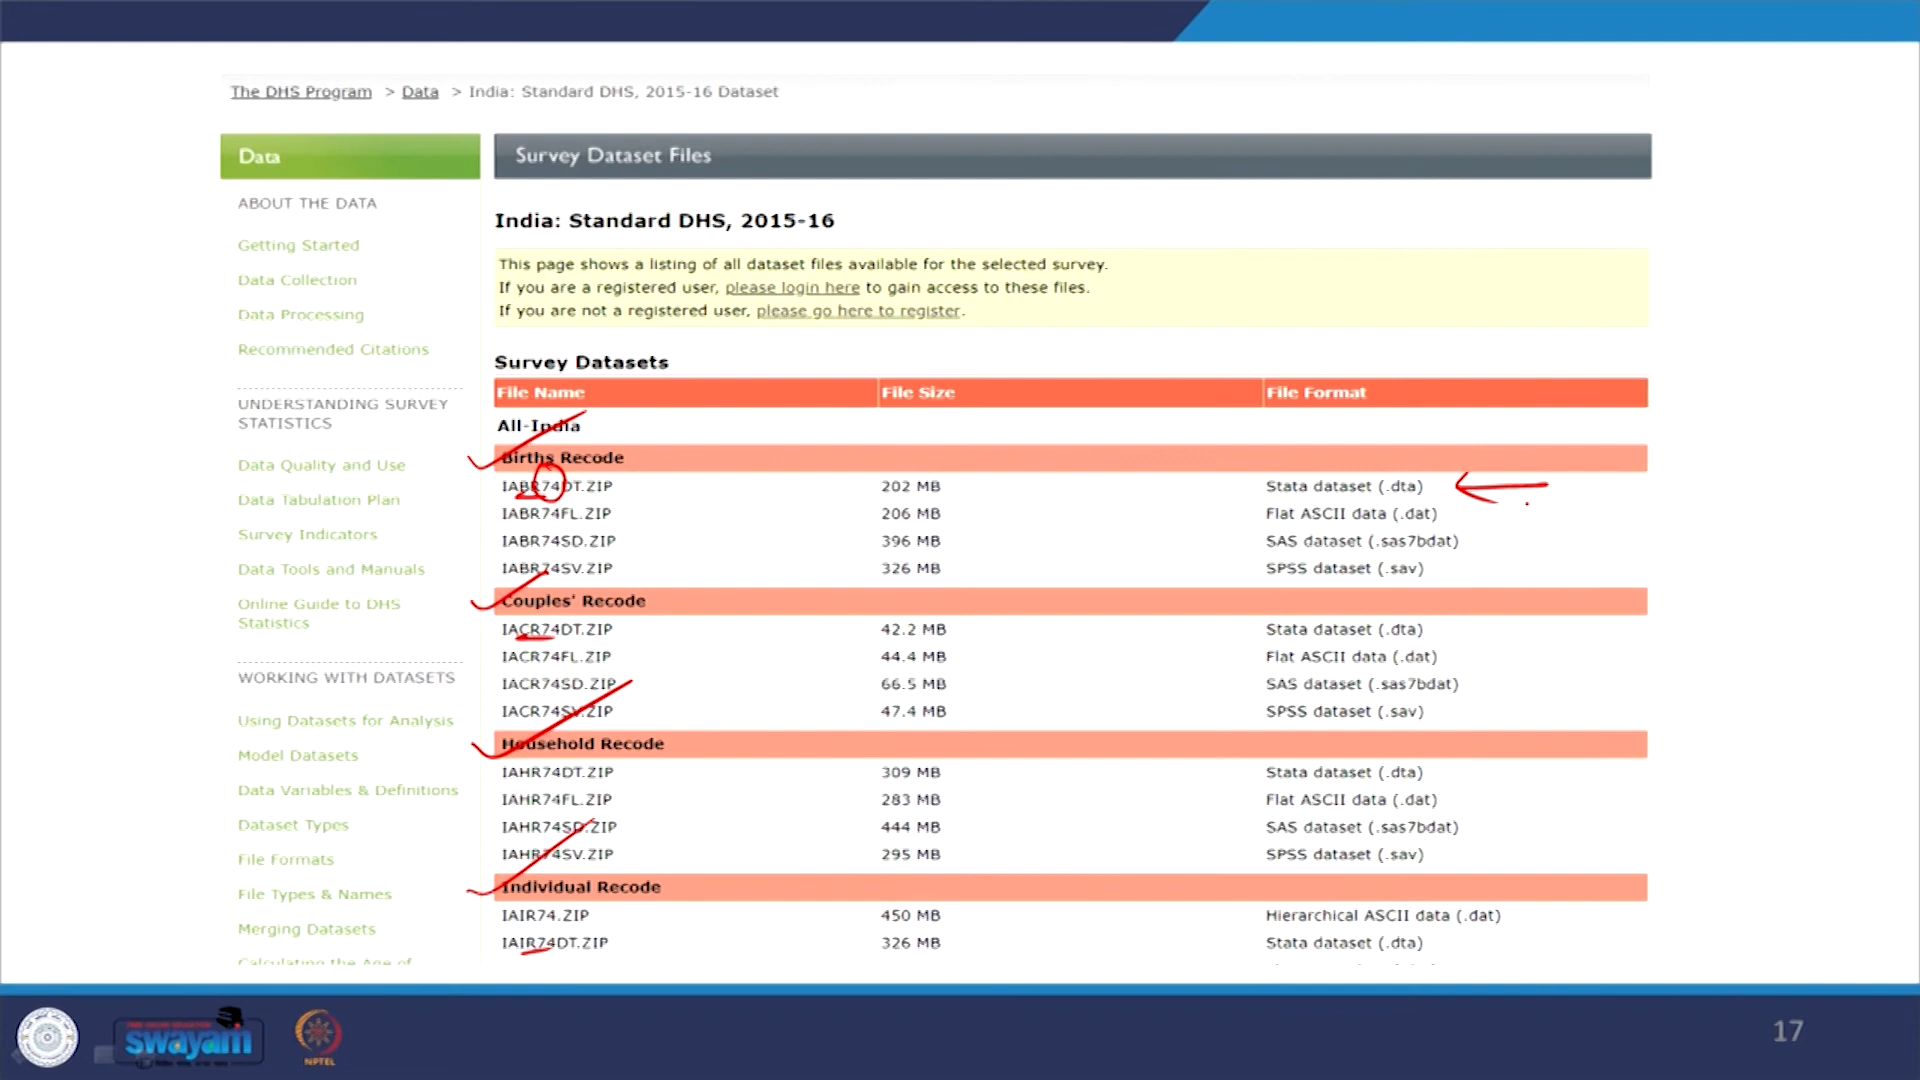 The DHS Program > Data > India: Standard DHS, 2015-16 Dataset
Data
ABOUT THE DATA
Getting Started
Data Collection
Data Processing
Recommended Citations
UNDERSTANDING SURVEY
STATISTICS
Data Quality and Use
Data Tabulation Plan
Survey Indicators
Data Tools and Manuals
Online Guide to DHS
Statistics
WORKING WITH DATASETS
Using Datasets for Analysis
Model Datasets
Data Variables & Definitions
Dataset Types
File Formats
File Types & Names
Merging Datasets
Calculating the Age of
Survey Dataset Files
India: Standard DHS, 2015-16
This page shows a listing of all dataset files available for the selected survey.
If you are a registered user, please login here to gain access to these files.
If you are not a registered user, please go here to register.
Survey Datasets
File Name File Size File Format
All-India
Births Recode
IABR74DT.ZIP 202 MB Stata dataset (.dta)
IABR74FL.ZIP 206 MB Flat ASCII data (.dat)
IABR74SD.ZIP 396 MB SAS dataset (.sas7bdat)
IABR74SV.ZIP 326 MB SPSS dataset (.sav)
Couples' Recode
IACR74DT.ZIP 42.2 MB Stata dataset (.dta)
IACR74FL.ZIP 44.4 MB Flat ASCII data (.dat)
IACR74SD.ZIP 66.5 MB SAS dataset (.sas7bdat)
IACR74SV.ZIP 47.4 MB SPSS dataset (.sav)
Household Recode
IAHR74DT.ZIP 309 MB Stata dataset (.dta)
IAHR74FL.ZIP 283 MB Flat ASCII data (.dat)
IAHR74SD.ZIP 444 MB SAS dataset (.sas7bdat)
IAHR74SV.ZIP 295 MB SPSS dataset (.sav)
Individual Recode
IAIR74.ZIP 450 MB Hierarchical ASCII data (.dat)
IAIR74DT.ZIP 326 MB Stata dataset (.dta)
swayam
NPTEL
17